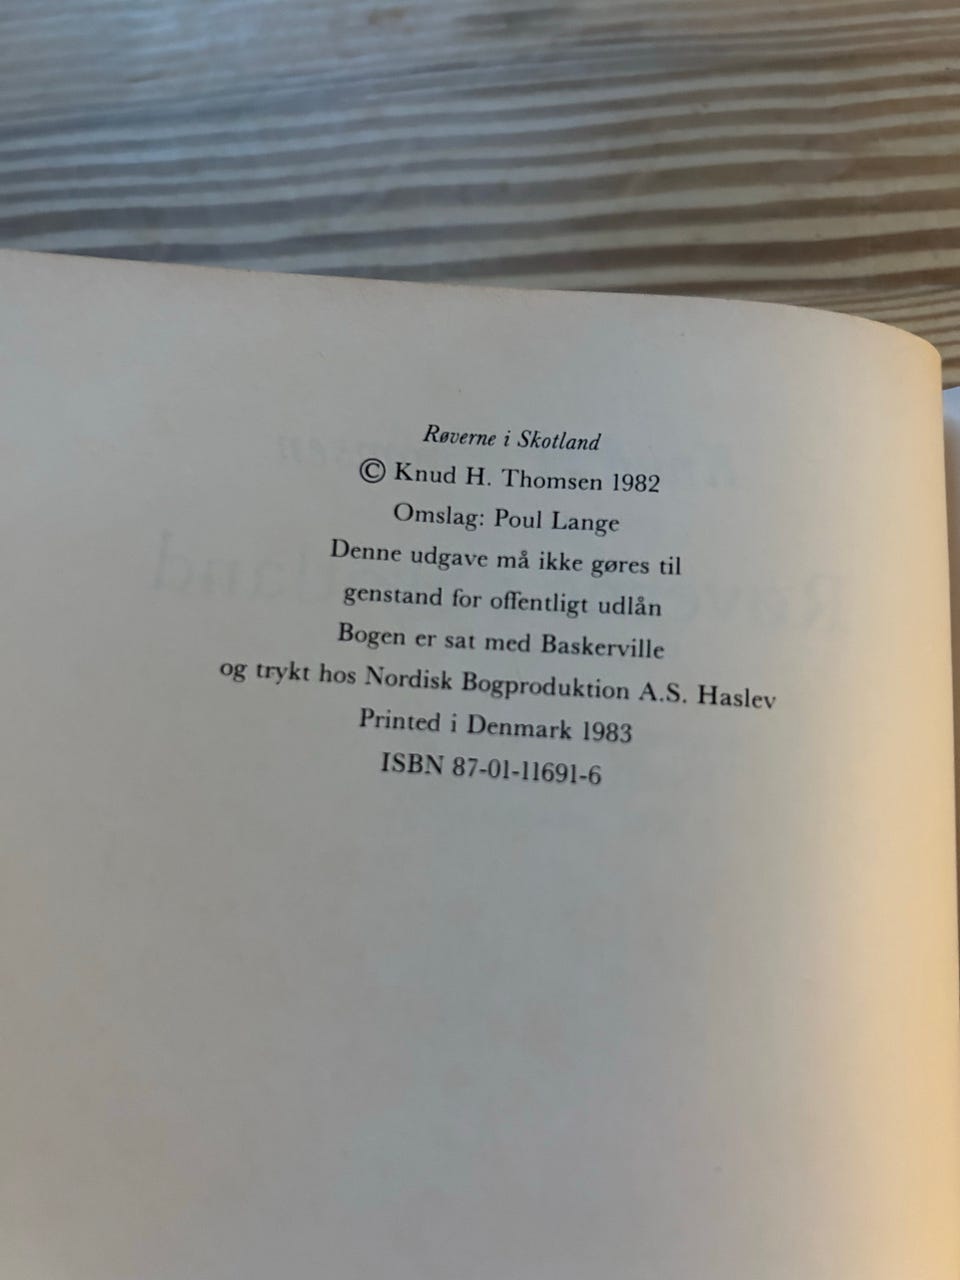 Røverne i Skotland
© Knud H. Thomsen 1982
Omslag: Poul Lange
Denne udgave må ikke gøres til
genstand for offentligt udlån
Bogen er sat med Baskerville
og trykt hos Nordisk Bogproduktion A.S. Haslev
Printed i Denmark 1983
ISBN 87-01-11691-6